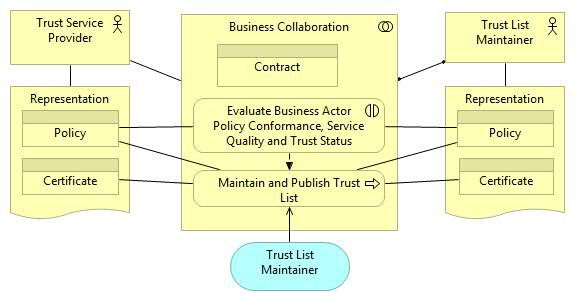 Trust Service
Provider
Business Collaboration
Trust List
Maintainer
Contract
Representation
Policy
Certificate
Evaluate Business Actor
Policy Conformance, Service
Quality and Trust Status
Maintain and Publish Trust
List
Representation
Policy
Certificate
Trust List
Maintainer